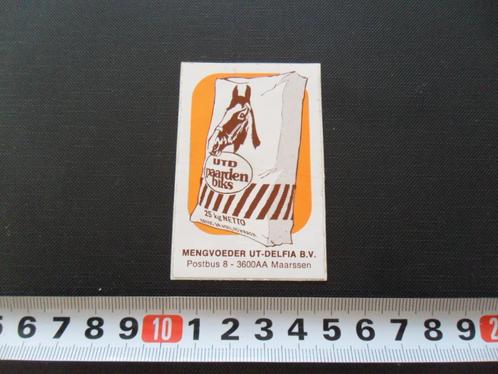 UTD
paarden
biks
25 kg NETTO
MENGVOEDER UT-DELFIA B.V.
Postbus 8 - 3600AA Maarssen
6 7 8 9 10 1 2 3 4 5 6 7 8 9 2